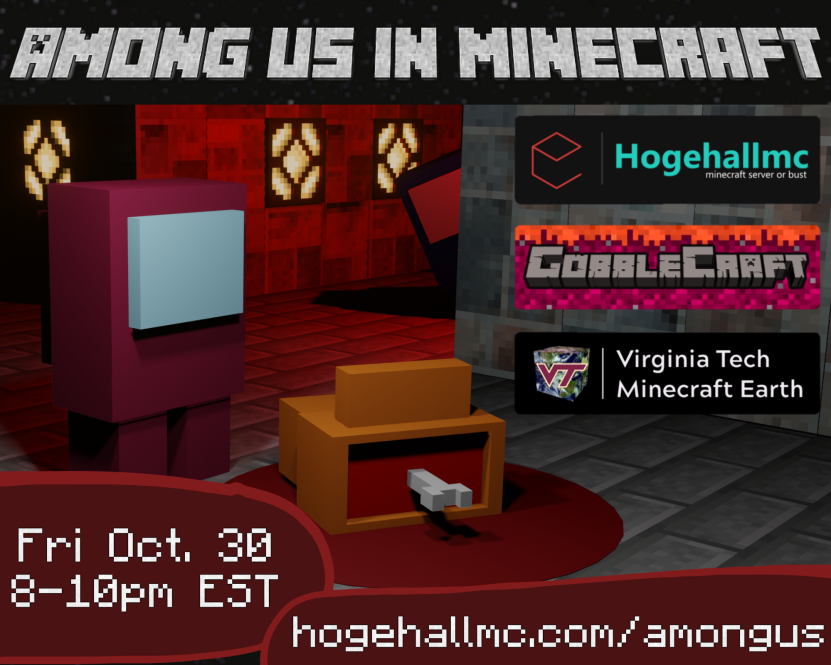 AMONG US IN MINECRAFT
Hogehallmc
minecraft server or bust
GOBBLECRAFT
VT
Virginia Tech
Minecraft Earth
Fri Oct. 30
8-10pm EST
hogehallmc.com/amongus